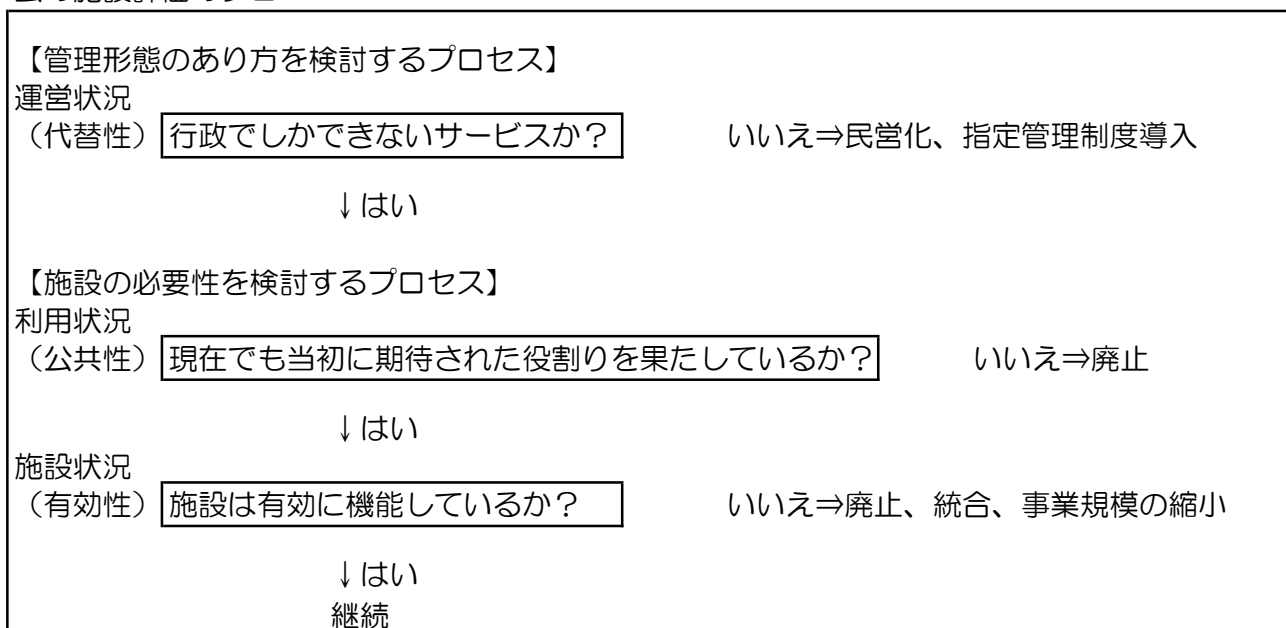 【管理形態のあり方を検討するプロセス】
運営状況
（代替性） 行政でしかできないサービスか？ いいえ⇒民営化、指定管理制度導入
↓はい
【施設の必要性を検討するプロセス】
利用状況
（公共性） 現在でも当初に期待された役割りを果たしているか？ いいえ⇒廃止
↓はい
施設状況
（有効性） 施設は有効に機能しているか？ いいえ⇒廃止、統合、事業規模の縮小
↓はい
継続